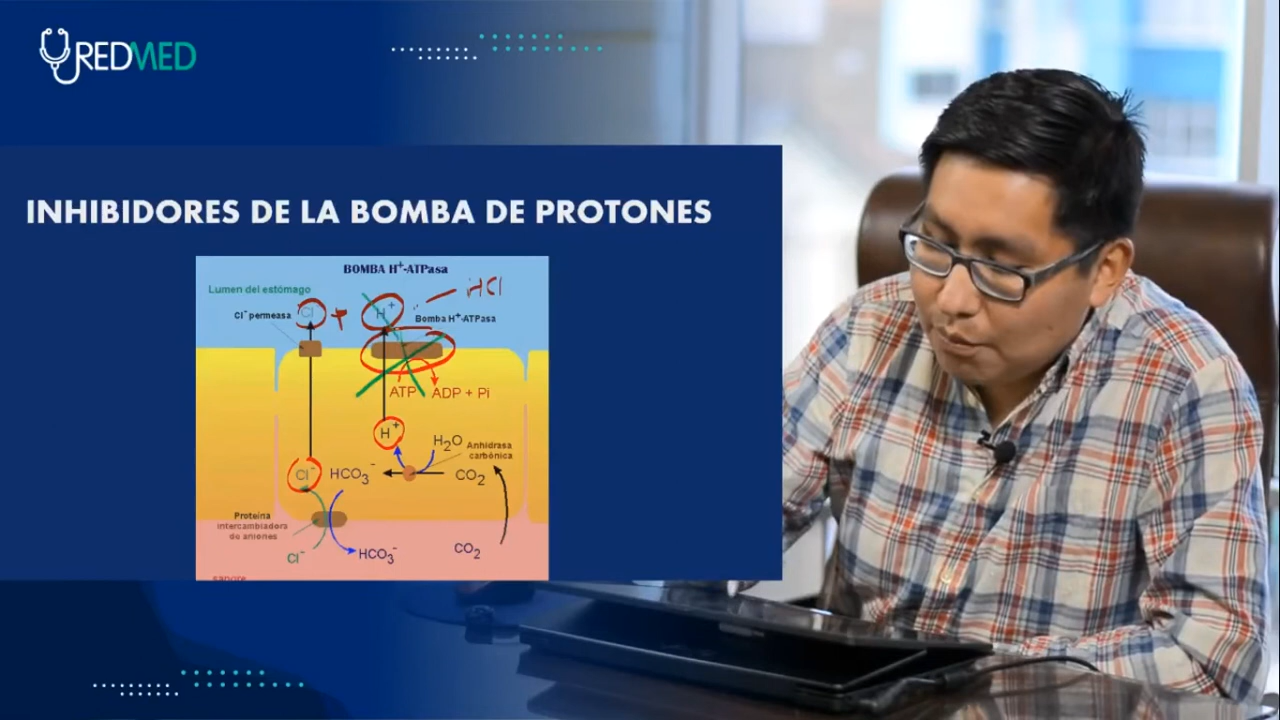 REDMED
INHIBIDORES DE LA BOMBA DE PROTONES
BOMBA H⁺-ATPasa
Lumen del estómago
HCl
Cl⁻ + H⁺
Cl⁻ permeasa
Bomba H⁺-ATPasa
ATP ADP + Pi
H⁺
H₂O
Anhidrasa
carbónica
Cl⁻ HCO₃⁻ CO₂
Proteína
intercambiadora
de aniones
Cl⁻ HCO₃⁻ CO₂
sangre